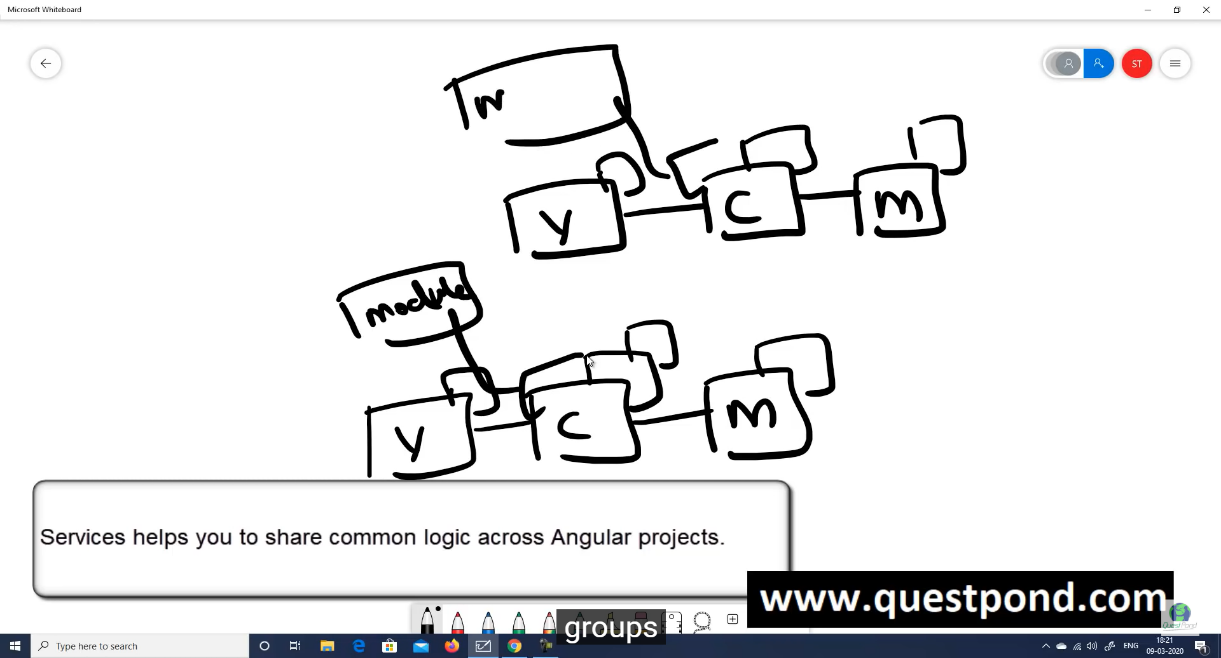 Microsoft Whiteboard
ST
m
V
C
m
module
V
C
m
Services helps you to share common logic across Angular projects.
www.questpond.com
groups
Type here to search
ENG
18:21
09-03-2020